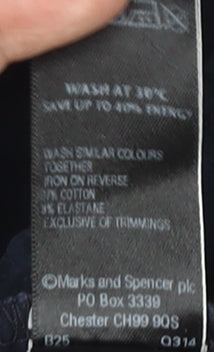 WASH AT 30°C
SAVE UP TO 40% ENERGY
WASH SIMILAR COLOURS
TOGETHER
IRON ON REVERSE
COTTON
ELASTANE
EXCLUSIVE OF TRIMMINGS
©Marks and Spencer plc
PO Box 3339
Chester CH99 9QS
B25 Q314